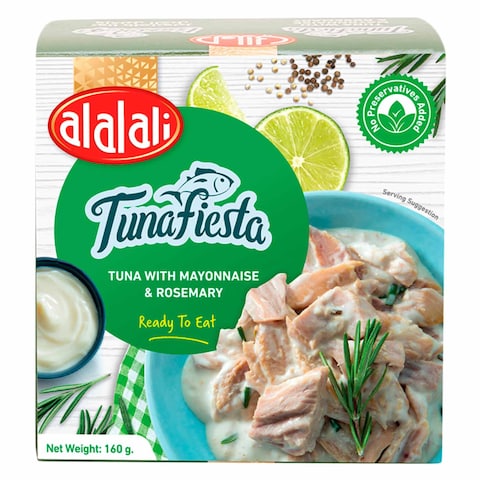 alalali
No Preservatives Added
Serving Suggestion
TunaFiesta
TUNA WITH MAYONNAISE
& ROSEMARY
Ready To Eat
Net Weight: 160 g.